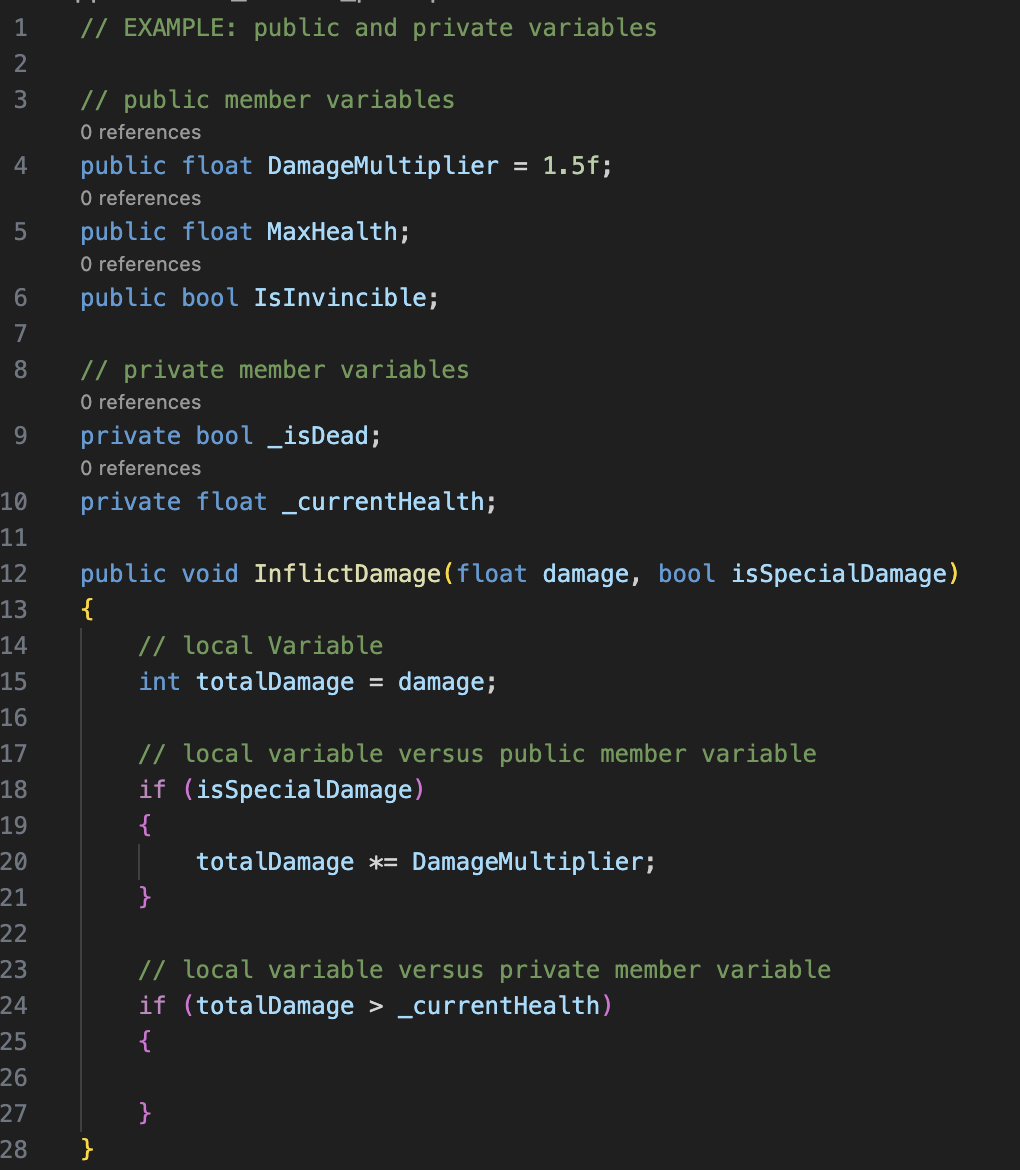 1 // EXAMPLE: public and private variables
2
3 // public member variables
0 references
4 public float DamageMultiplier = 1.5f;
0 references
5 public float MaxHealth;
0 references
6 public bool IsInvincible;
7
8 // private member variables
0 references
9 private bool _isDead;
0 references
10 private float _currentHealth;
11
12 public void InflictDamage(float damage, bool isSpecialDamage)
13 {
14     // local Variable
15     int totalDamage = damage;
16
17     // local variable versus public member variable
18     if (isSpecialDamage)
19     {
20         totalDamage *= DamageMultiplier;
21     }
22
23     // local variable versus private member variable
24     if (totalDamage > _currentHealth)
25     {
26
27     }
28 }